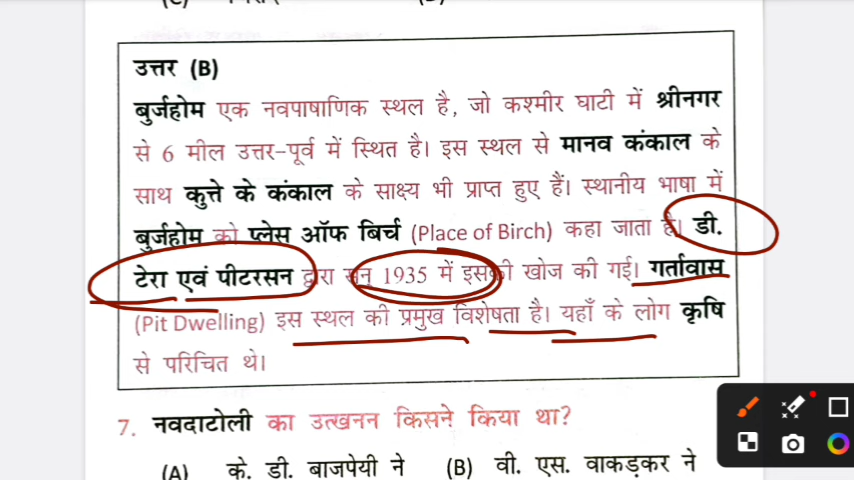 उत्तर (B)
बुर्जहोम एक नवपाषाणिक स्थल है, जो कश्मीर घाटी में श्रीनगर
से 6 मील उत्तर-पूर्व में स्थित है। इस स्थल से मानव कंकाल के
साथ कुत्ते के कंकाल के साक्ष्य भी प्राप्त हुए हैं। स्थानीय भाषा में
बुर्जहोम को प्लेस ऑफ बिर्च (Place of Birch) कहा जाता है। डी.
टेरा एवं पीटरसन द्वारा सन् 1935 में इसकी खोज की गई। गर्तावास
(Pit Dwelling) इस स्थल की प्रमुख विशेषता है। यहाँ के लोग कृषि
से परिचित थे।
7. नवदाटोली का उत्खनन किसने किया था?
(A) के. डी. बाजपेयी ने (B) वी. एस. वाकड़कर ने